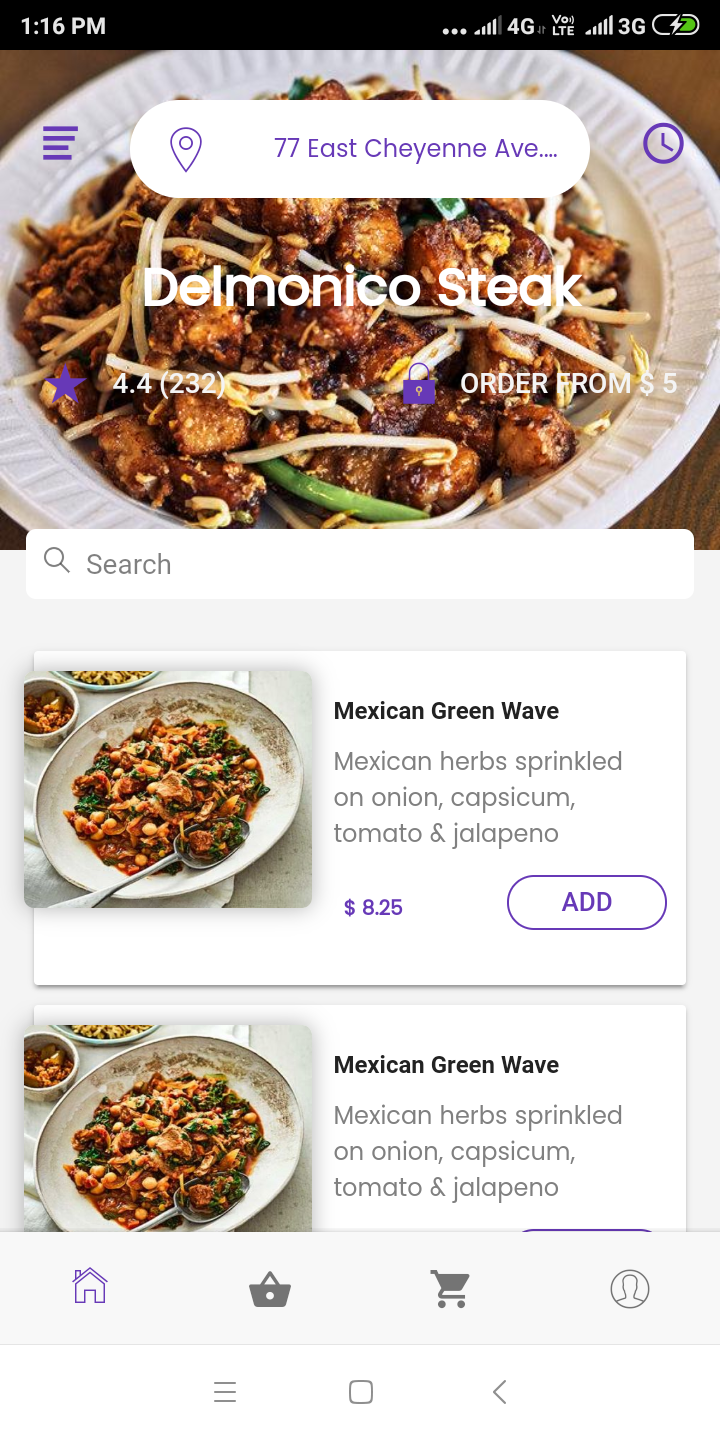 1:16 PM
4G VoLTE 3G
77 East Cheyenne Ave....
Delmonico Steak
4.4 (232)
ORDER FROM $ 5
Search
Mexican Green Wave
Mexican herbs sprinkled
on onion, capsicum,
tomato & jalapeno
$ 8.25
ADD
Mexican Green Wave
Mexican herbs sprinkled
on onion, capsicum,
tomato & jalapeno